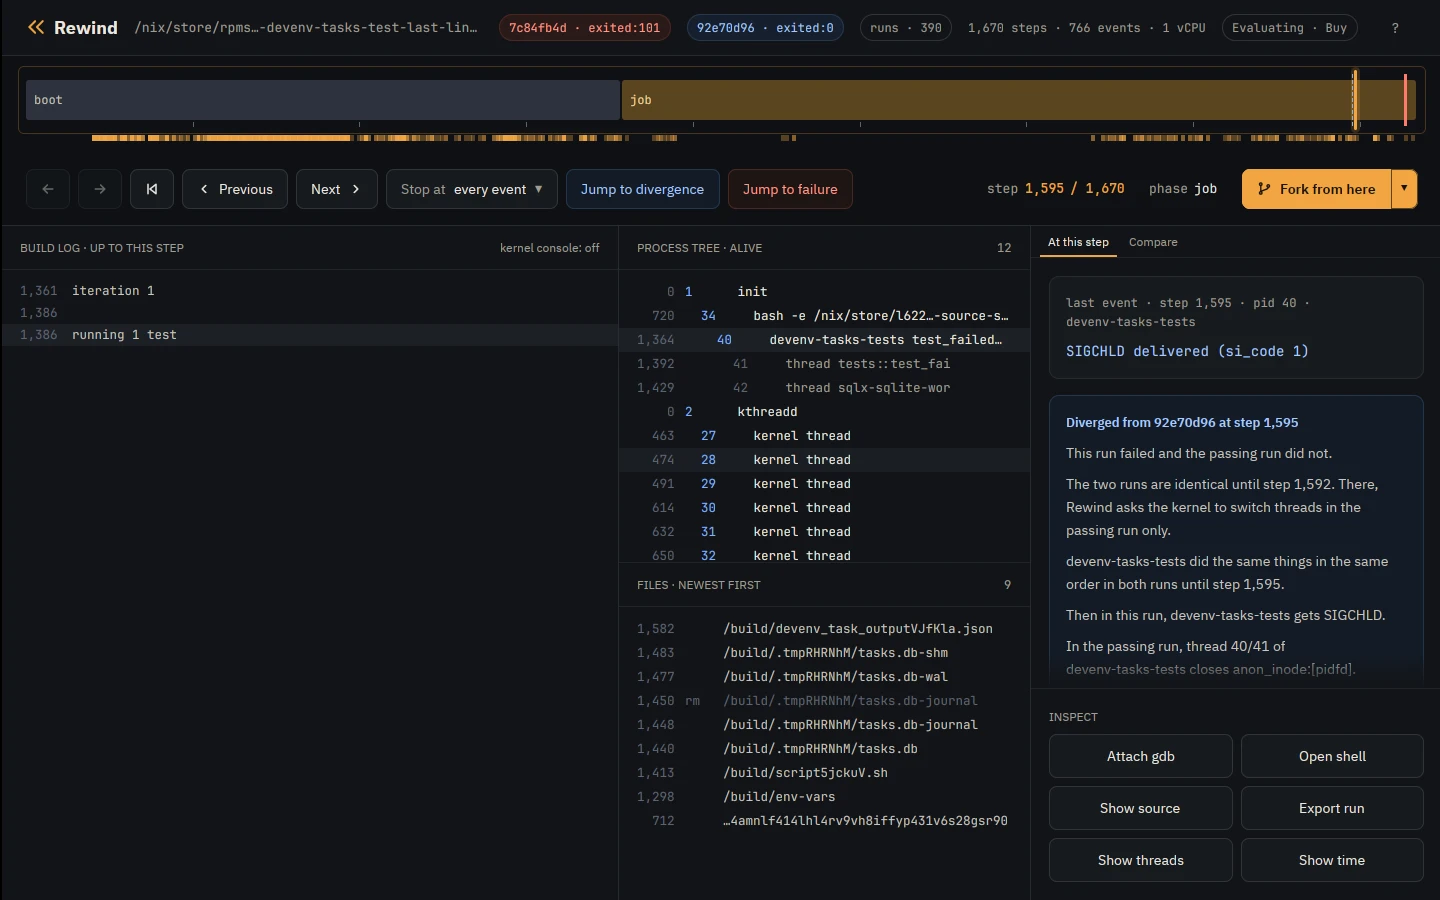 Rewind
/nix/store/rpms…-devenv-tasks-test-last-lin…
7c84fb4d · exited:101
92e70d96 · exited:0
runs · 390
1,670 steps · 766 events · 1 vCPU
Evaluating · Buy
?
boot
job
Previous
Next
Stop at every event ▾
Jump to divergence
Jump to failure
step 1,595 / 1,670
phase job
Fork from here
BUILD LOG · UP TO THIS STEP
kernel console: off
1,361 iteration 1
1,386
1,386 running 1 test
PROCESS TREE · ALIVE
12
0 1 init
720 34 bash -e /nix/store/l622…-source-s…
1,364 40 devenv-tasks-tests test_failed…
1,392 41 thread tests::test_fai
1,429 42 thread sqlx-sqlite-wor
0 2 kthreadd
463 27 kernel thread
474 28 kernel thread
491 29 kernel thread
614 30 kernel thread
632 31 kernel thread
650 32 kernel thread
FILES · NEWEST FIRST
9
1,582 /build/devenv_task_outputVJfKla.json
1,483 /build/.tmpRHRNhM/tasks.db-shm
1,477 /build/.tmpRHRNhM/tasks.db-wal
1,450 rm /build/.tmpRHRNhM/tasks.db-journal
1,448 /build/.tmpRHRNhM/tasks.db-journal
1,440 /build/.tmpRHRNhM/tasks.db
1,413 /build/script5jckuV.sh
1,298 /build/env-vars
712 …4amnlf414lhl4rv9vh8iffyp431v6s28gsr90
At this step
Compare
last event · step 1,595 · pid 40 ·
devenv-tasks-tests
SIGCHLD delivered (si_code 1)
Diverged from 92e70d96 at step 1,595
This run failed and the passing run did not.
The two runs are identical until step 1,592. There,
Rewind asks the kernel to switch threads in the
passing run only.
devenv-tasks-tests did the same things in the same
order in both runs until step 1,595.
Then in this run, devenv-tasks-tests gets SIGCHLD.
In the passing run, thread 40/41 of
devenv-tasks-tests closes anon_inode:[pidfd].
INSPECT
Attach gdb
Open shell
Show source
Export run
Show threads
Show time